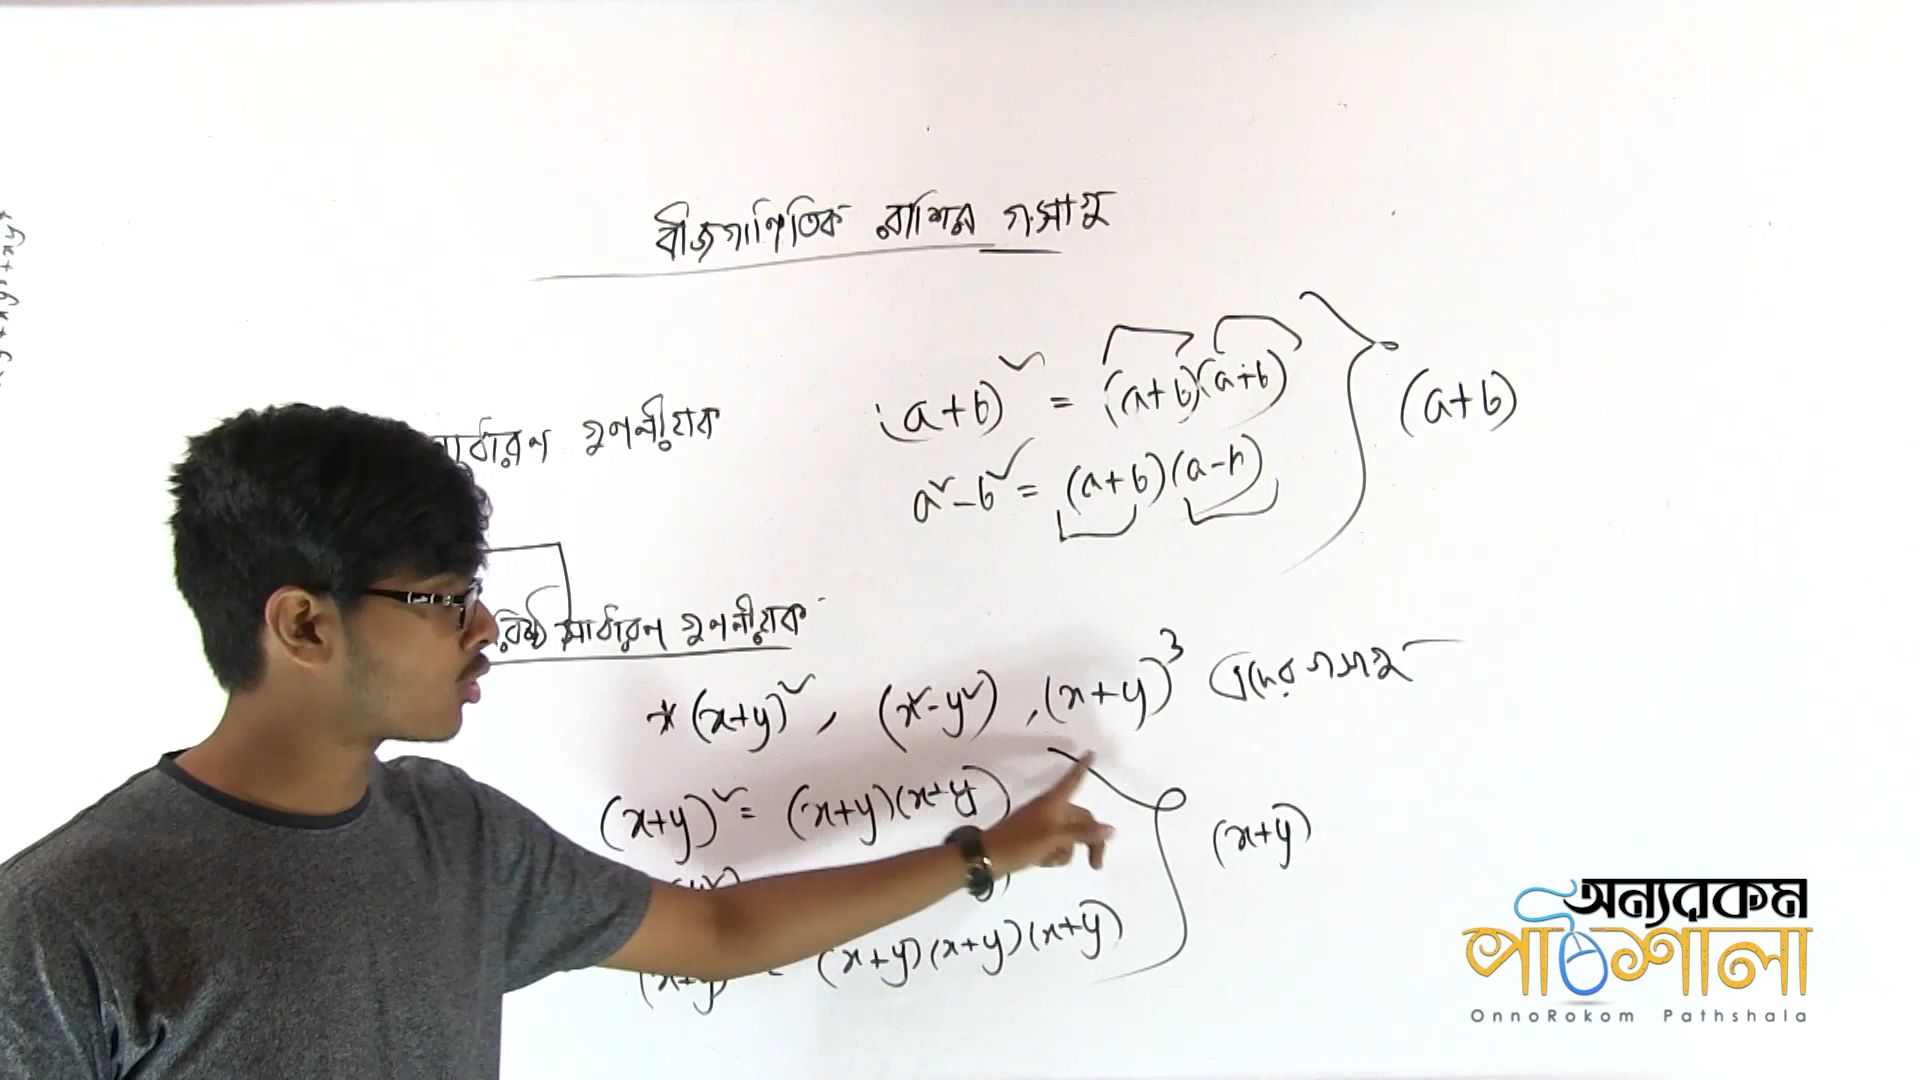 বীজগাণিতিক রাশির গ.সা.গু
(a+b)² = (a+b)(a+b)
a²-b² = (a+b)(a-b)
(a+b)
সাধারণ গুণনীয়ক
সাধারণ গুণনীয়ক
* (x+y)², (x²-y²), (x+y)³ এদের গসাগু
(x+y)² = (x+y)(x+y)
= (x+y)(x+y)(x+y)
(x+y)
অন্যরকম
পাঠশালা
OnnoRokom Pathshala